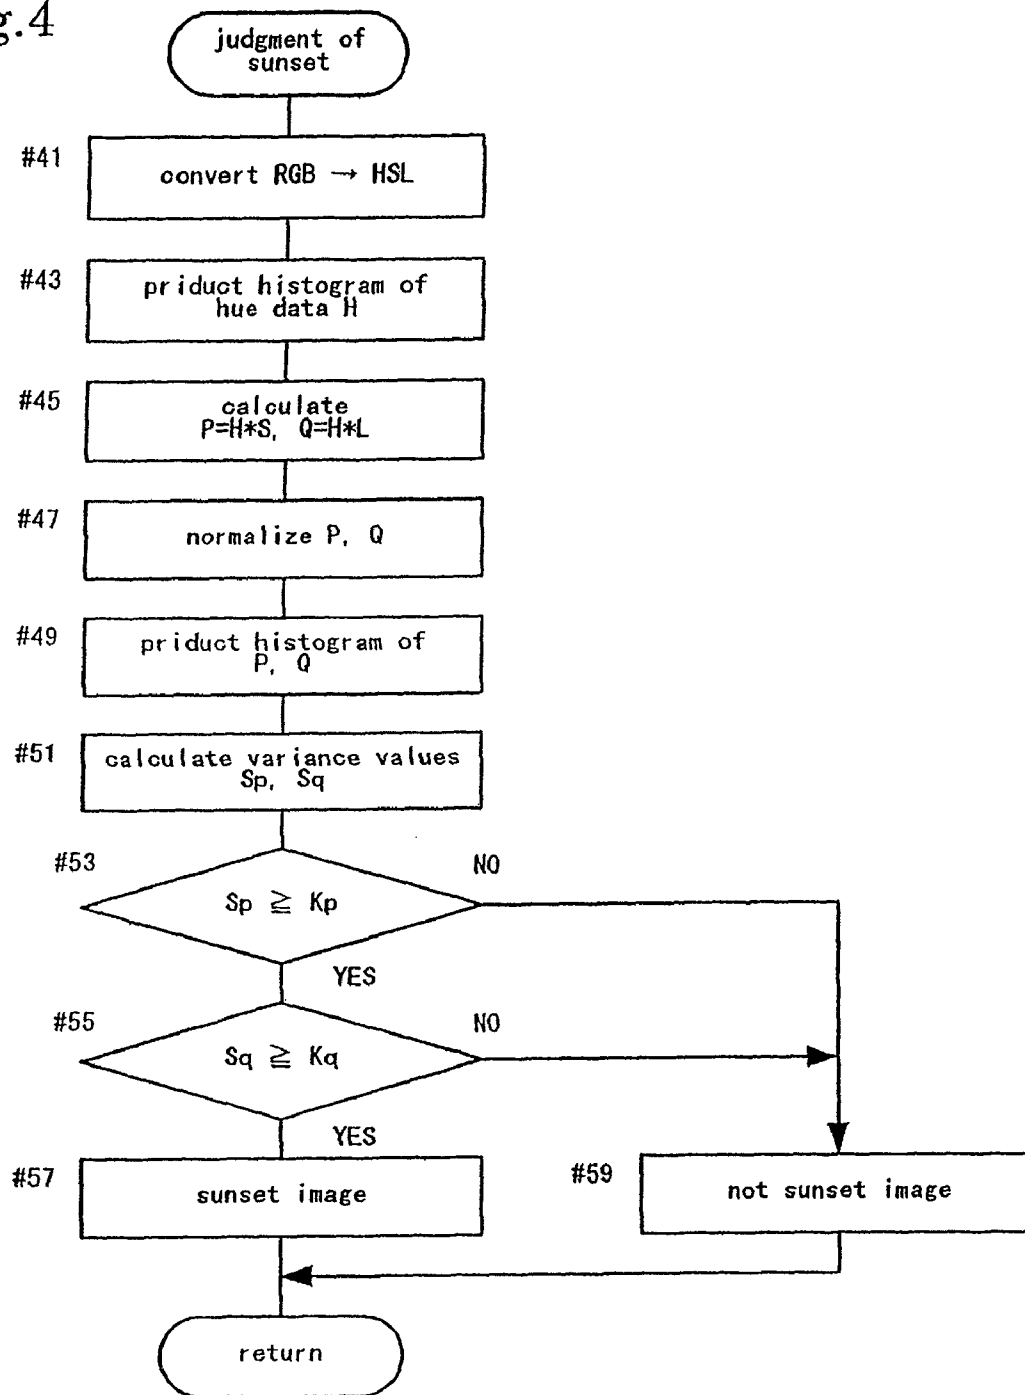 g.4
judgment of
sunset
#41
convert RGB → HSL
#43
priduct histogram of
hue data H
#45
calculate
P=H*S, Q=H*L
#47
normalize P, Q
#49
priduct histogram of
P, Q
#51
calculate variance values
Sp, Sq
#53
Sp ≧ Kp
NO
YES
#55
Sq ≧ Kq
NO
YES
#57
sunset image
#59
not sunset image
return